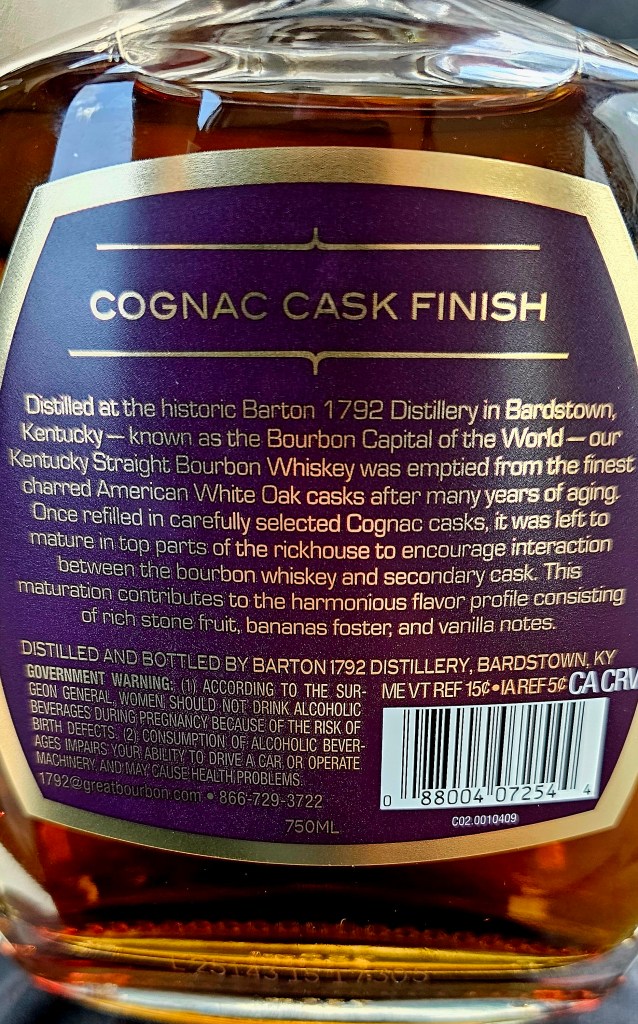 COGNAC CASK FINISH
Distilled at the historic Barton 1792 Distillery in Bardstown,
Kentucky — known as the Bourbon Capital of the World — our
Kentucky Straight Bourbon Whiskey was emptied from the finest
charred American White Oak casks after many years of aging.
Once refilled in carefully selected Cognac casks, it was left to
mature in top parts of the rickhouse to encourage interaction
between the bourbon whiskey and secondary cask. This
maturation contributes to the harmonious flavor profile consisting
of rich stone fruit, bananas foster, and vanilla notes.
DISTILLED AND BOTTLED BY BARTON 1792 DISTILLERY, BARDSTOWN, KY
GOVERNMENT WARNING: (1) ACCORDING TO THE SUR-
GEON GENERAL, WOMEN SHOULD NOT DRINK ALCOHOLIC
BEVERAGES DURING PREGNANCY BECAUSE OF THE RISK OF
BIRTH DEFECTS. (2) CONSUMPTION OF ALCOHOLIC BEVER-
AGES IMPAIRS YOUR ABILITY TO DRIVE A CAR OR OPERATE
MACHINERY, AND MAY CAUSE HEALTH PROBLEMS.
1792@greatbourbon.com • 866-729-3722
ME VT REF 15¢ • IA REF 5¢ CA CRV
0 88004 07254 4
C02.0010409
750ML